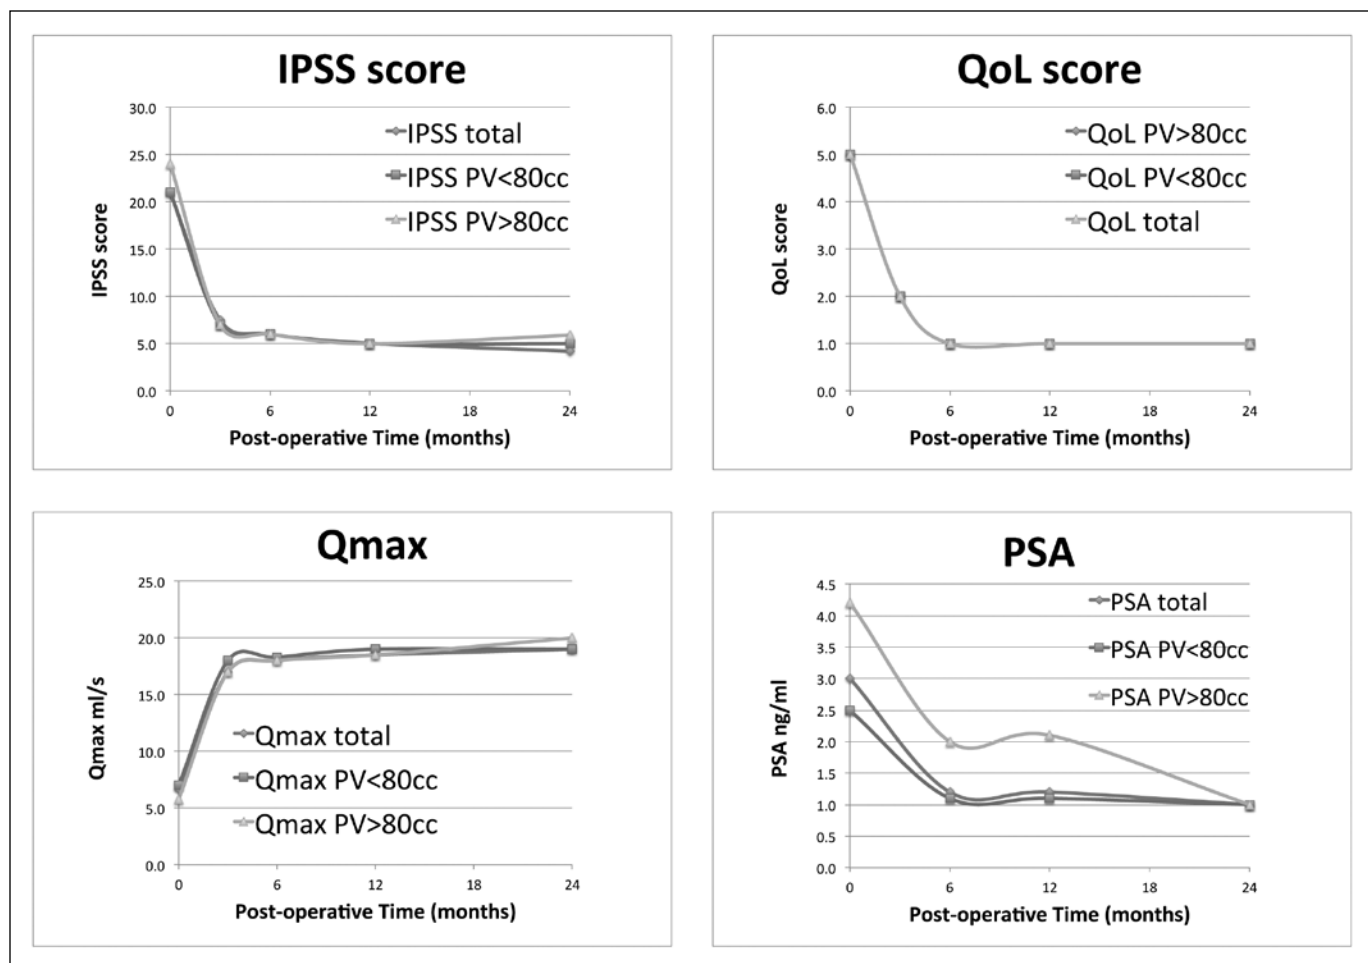 IPSS score
30.0
25.0
20.0
15.0
10.0
5.0
0.0
IPSS score
IPSS total
IPSS PV<80cc
IPSS PV>80cc
0 6 12 18 24
Post-operative Time (months)
QoL score
6.0
5.0
4.0
3.0
2.0
1.0
0.0
QoL score
QoL PV>80cc
QoL PV<80cc
QoL total
0 6 12 18 24
Post-operative Time (months)
Qmax
25.0
20.0
15.0
10.0
5.0
0.0
Qmax ml/s
Qmax total
Qmax PV<80cc
Qmax PV>80cc
0 6 12 18 24
Post-operative Time (months)
PSA
4.5
4.0
3.5
3.0
2.5
2.0
1.5
1.0
0.5
0.0
PSA ng/ml
PSA total
PSA PV<80cc
PSA PV>80cc
0 6 12 18 24
Post-operative Time (months)